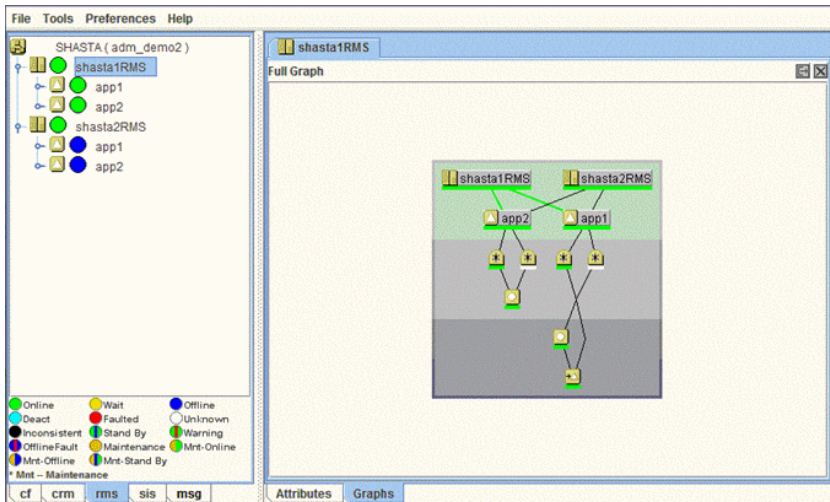 File Tools Preferences Help
SHASTA ( adm_demo2 )
shasta1RMS
app1
app2
shasta2RMS
app1
app2
Online Wait Offline
Deact Faulted Unknown
Inconsistent Stand By Warning
OfflineFault Maintenance Mnt-Online
Mnt-Offline Mnt-Stand By
* Mnt -- Maintenance
cf crm rms sis msg
shasta1RMS
Full Graph
shasta1RMS shasta2RMS
app2 app1
Attributes Graphs